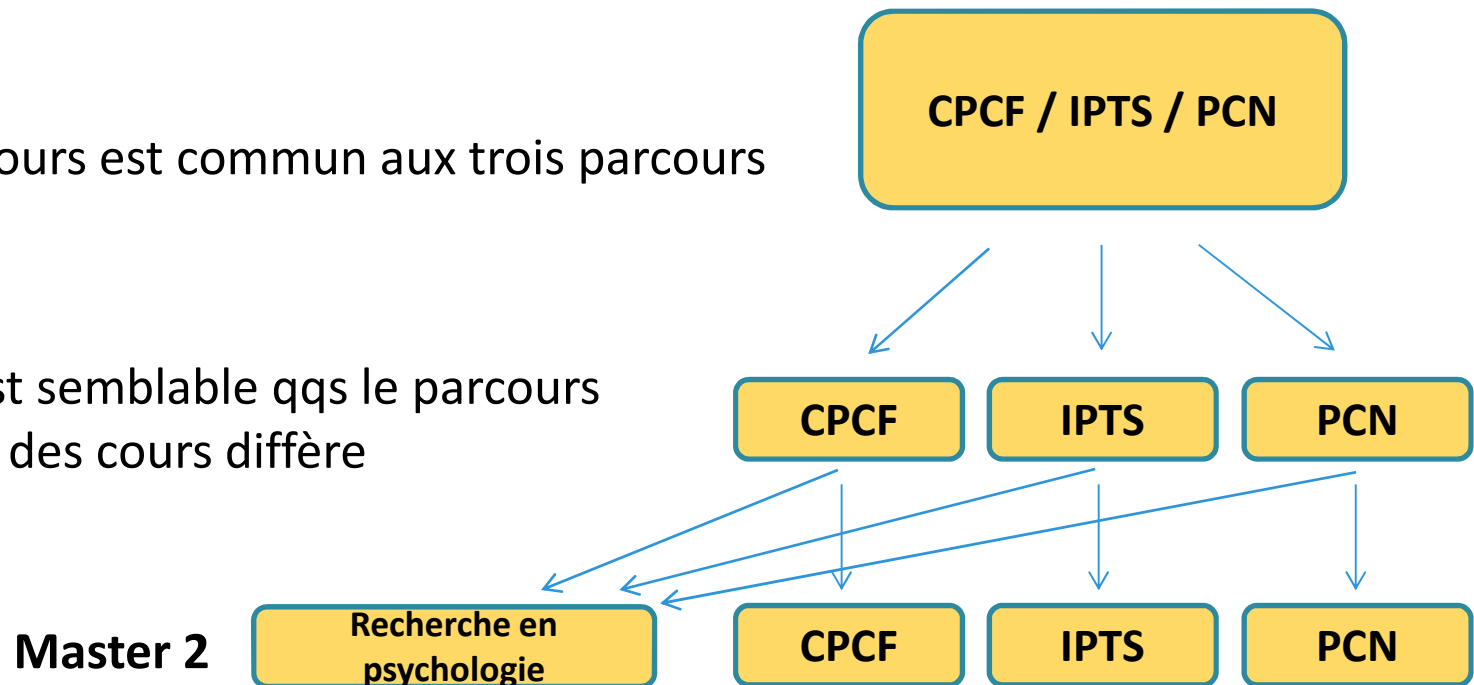 CPCF / IPTS / PCN
ours est commun aux trois parcours
st semblable qqs le parcours
des cours diffère
CPCF
IPTS
PCN
Master 2
Recherche en
psychologie
CPCF
IPTS
PCN